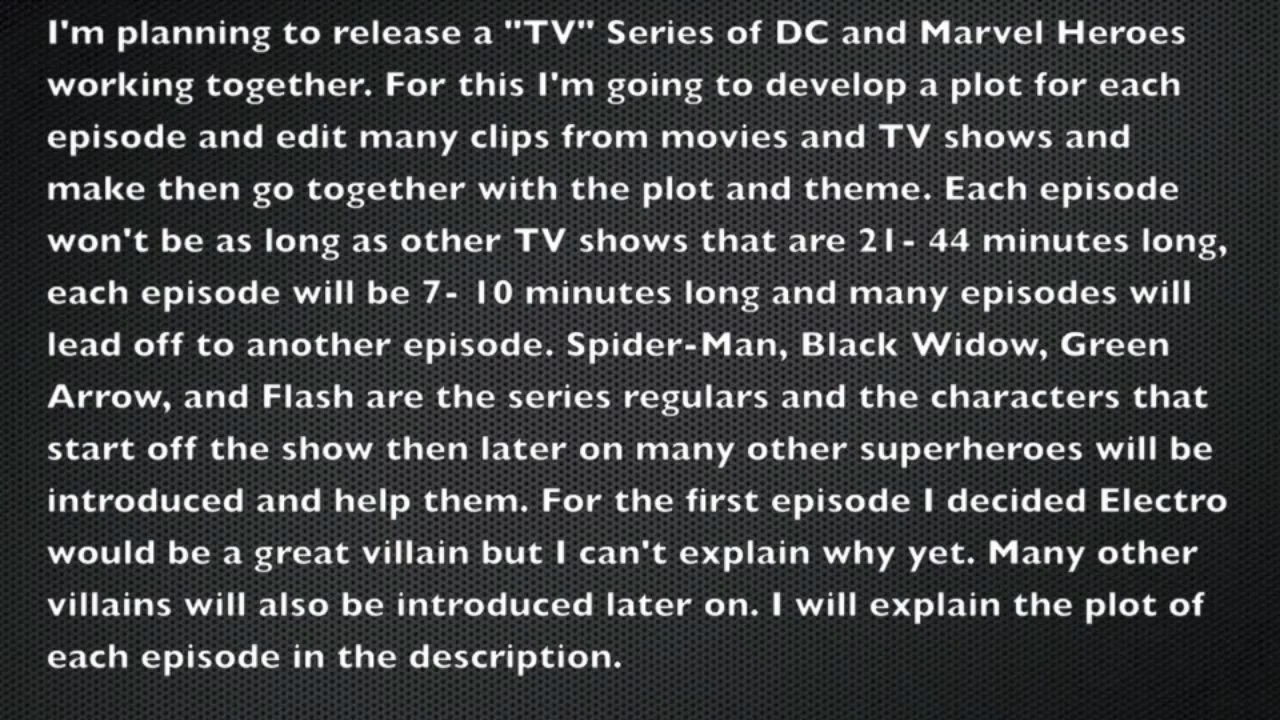 I'm planning to release a "TV" Series of DC and Marvel Heroes
working together. For this I'm going to develop a plot for each
episode and edit many clips from movies and TV shows and
make then go together with the plot and theme. Each episode
won't be as long as other TV shows that are 21- 44 minutes long,
each episode will be 7- 10 minutes long and many episodes will
lead off to another episode. Spider-Man, Black Widow, Green
Arrow, and Flash are the series regulars and the characters that
start off the show then later on many other superheroes will be
introduced and help them. For the first episode I decided Electro
would be a great villain but I can't explain why yet. Many other
villains will also be introduced later on. I will explain the plot of
each episode in the description.